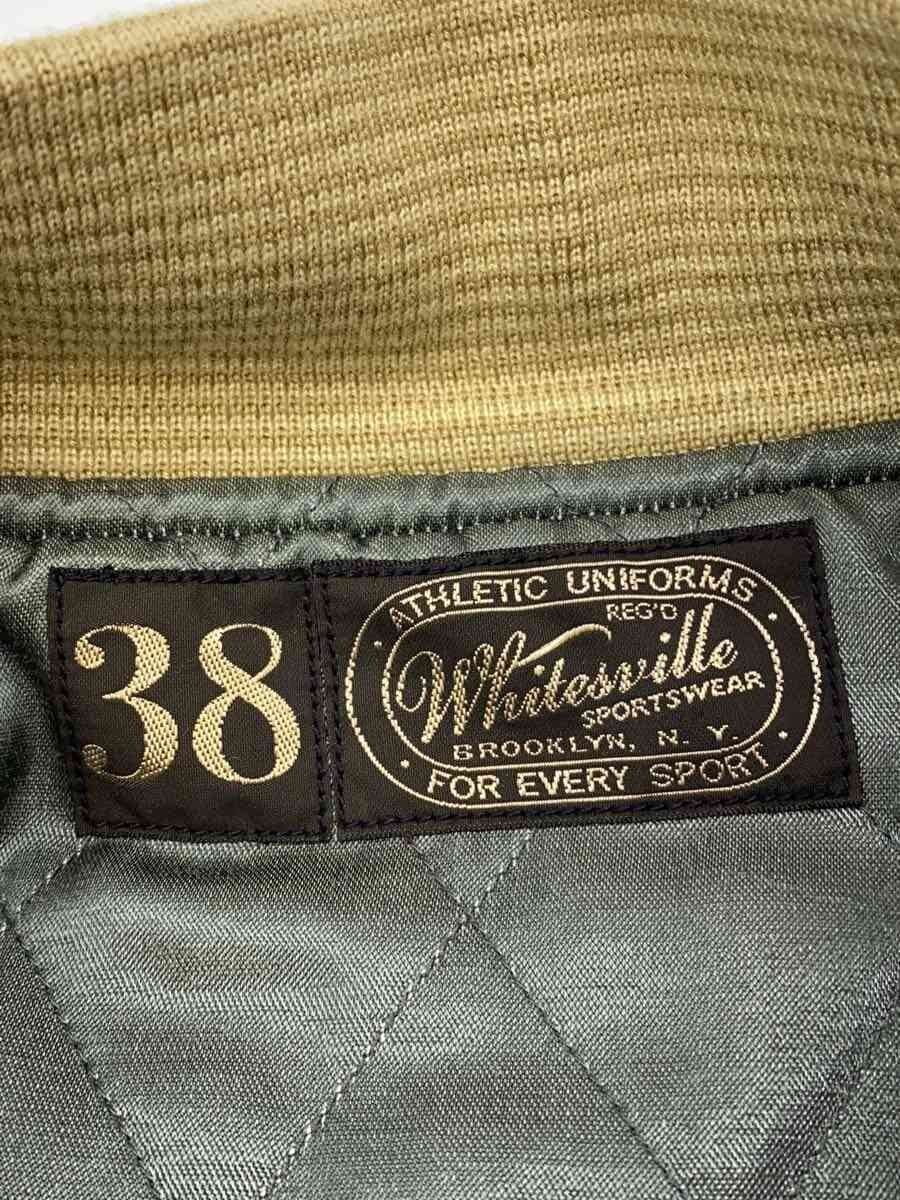 38
ATHLETIC UNIFORMS
REG'D
Whitesville
SPORTSWEAR
BROOKLYN, N. Y.
FOR EVERY SPORT